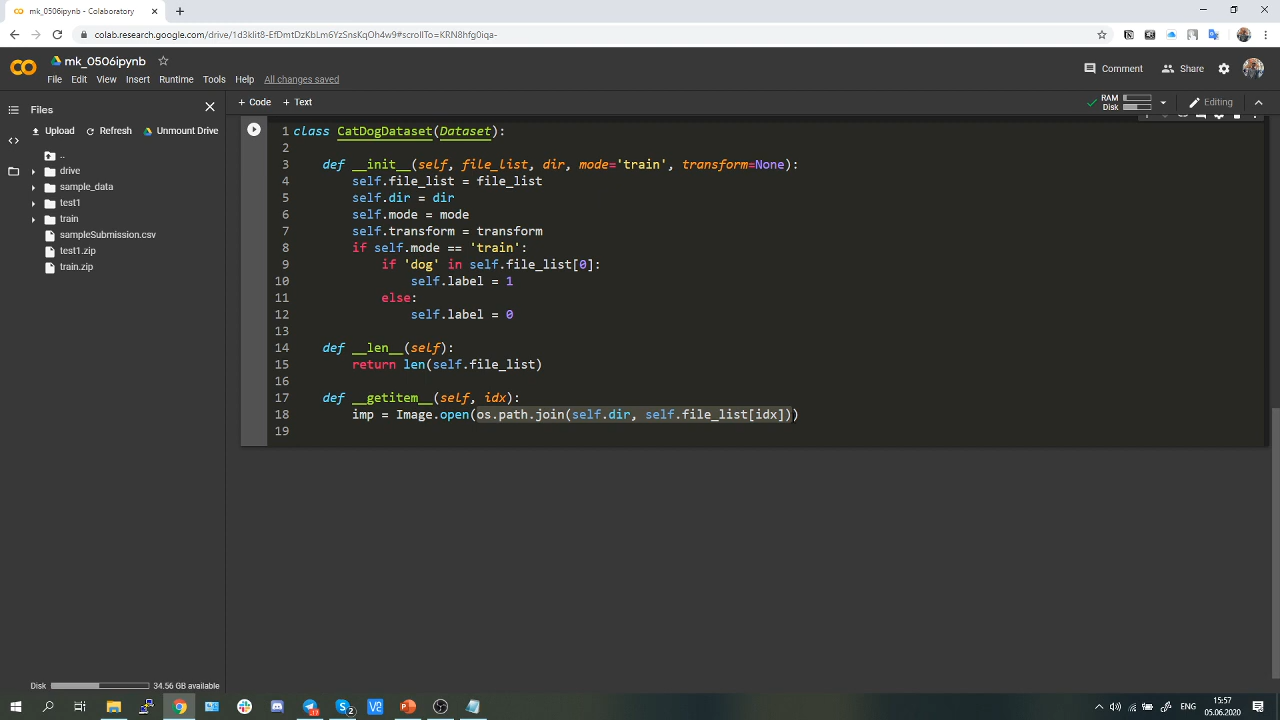 mk_0506ipynb - Colaboratory
colab.research.google.com/drive/1d3klit8-EfDmtDzKbLm6YzSnsKqOh4w9#scrollTo=KRN8hfg0iqa-
mk_0506ipynb
File Edit View Insert Runtime Tools Help All changes saved
Comment Share
Files
+ Code + Text
RAM
Disk
Editing
Upload Refresh Unmount Drive
..
drive
sample_data
test1
train
sampleSubmission.csv
test1.zip
train.zip
1 class CatDogDataset(Dataset):
2
3 def __init__(self, file_list, dir, mode='train', transform=None):
4 self.file_list = file_list
5 self.dir = dir
6 self.mode = mode
7 self.transform = transform
8 if self.mode == 'train':
9 if 'dog' in self.file_list[0]:
10 self.label = 1
11 else:
12 self.label = 0
13
14 def __len__(self):
15 return len(self.file_list)
16
17 def __getitem__(self, idx):
18 imp = Image.open(os.path.join(self.dir, self.file_list[idx]))
19
Disk 34.56 GB available
ENG
15:57
05.06.2020